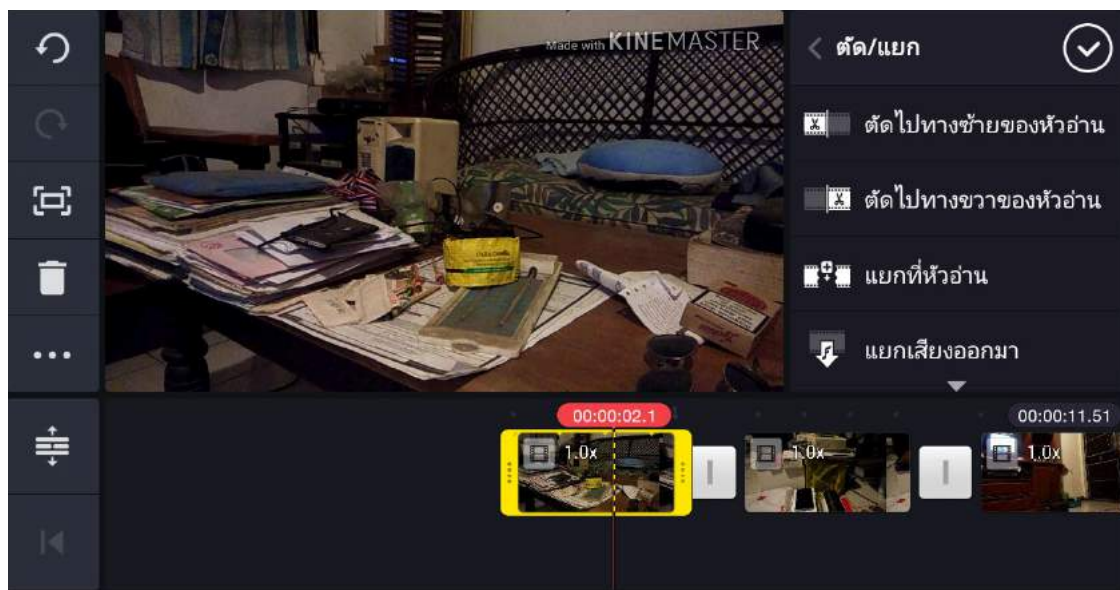 Made with KINEMASTER
ตัด/แยก
ตัดไปทางซ้ายของหัวอ่าน
ตัดไปทางขวาของหัวอ่าน
แยกที่หัวอ่าน
แยกเสียงออกมา
00:00:02.1
00:00:11.51
1.0x
1.0x
1.0x